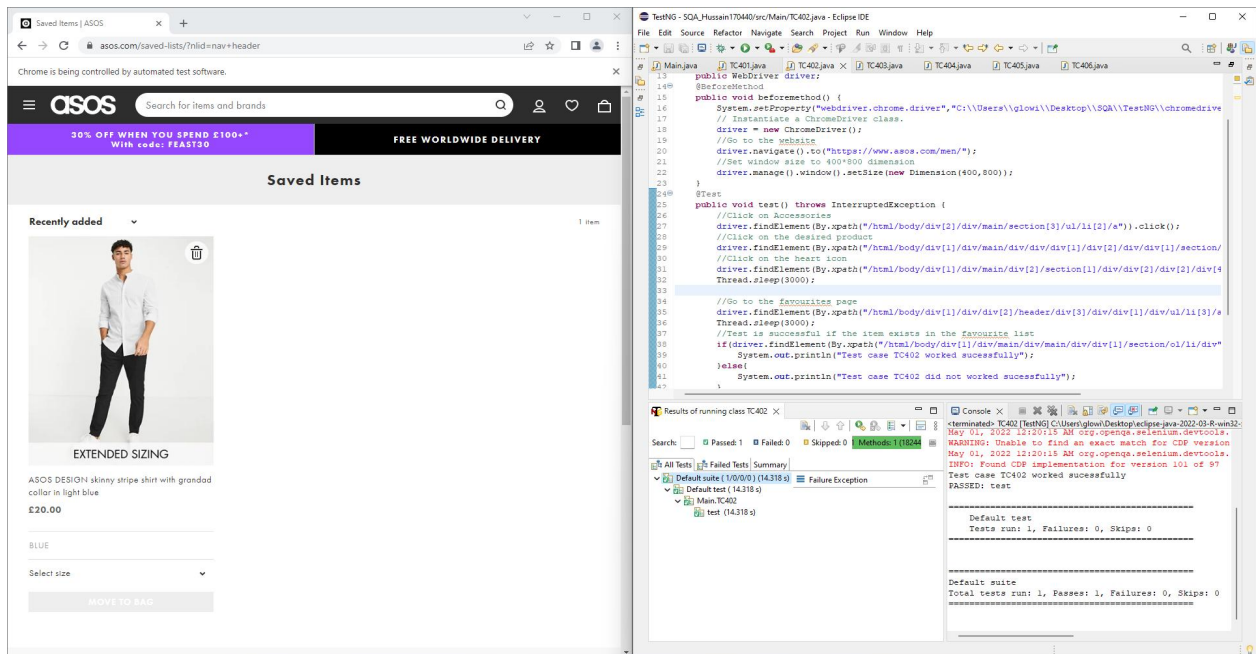 Saved Items | ASOS
asos.com/saved-lists/?nlid=nav+header
Chrome is being controlled by automated test software.
asos
Search for items and brands
30% OFF WHEN YOU SPEND £100+*
With code: FEAST30
FREE WORLDWIDE DELIVERY
Saved Items
Recently added
1 item
EXTENDED SIZING
ASOS DESIGN skinny stripe shirt with grandad
collar in light blue
£20.00
BLUE
Select size
MOVE TO BAG
TestNG - SQA_Hussain170440/src/Main/TC402.java - Eclipse IDE
File Edit Source Refactor Navigate Search Project Run Window Help
Main.java TC401.java TC402.java TC403.java TC404.java TC405.java TC406.java
13 public WebDriver driver;
14 @BeforeMethod
15 public void beforemethod() {
16 System.setProperty("webdriver.chrome.driver","C:\\Users\\glowi\\Desktop\\SQA\\TestNG\\chromedrive
17 // Instantiate a ChromeDriver class.
18 driver = new ChromeDriver();
19 //Go to the website
20 driver.navigate().to("https://www.asos.com/men/");
21 //Set window size to 400*800 dimension
22 driver.manage().window().setSize(new Dimension(400,800));
23 }
24 @Test
25 public void test() throws InterruptedException {
26 //Click on Accessories
27 driver.findElement(By.xpath("/html/body/div[2]/div/main/section[3]/ul/li[2]/a")).click();
28 //Click on the desired product
29 driver.findElement(By.xpath("/html/body/div[1]/div/main/div/div/div[1]/div[2]/div/div[1]/section/
30 //Click on the heart icon
31 driver.findElement(By.xpath("/html/body/div[1]/div/main/div[2]/section[1]/div/div[2]/div[2]/div[4
32 Thread.sleep(3000);
33
34 //Go to the favourites page
35 driver.findElement(By.xpath("/html/body/div[1]/div/div[2]/header/div[3]/div/div[1]/div/ul/li[3]/a
36 Thread.sleep(3000);
37 //Test is successful if the item exists in the favourite list
38 if(driver.findElement(By.xpath("/html/body/div[1]/div/main/div/main/div/div[1]/section/ol/li/div"
39 System.out.println("Test case TC402 worked sucessfully");
40 }else{
41 System.out.println("Test case TC402 did not worked sucessfully");
42 }
Results of running class TC402
Search: Passed: 1 Failed: 0 Skipped: 0 Methods: 1 (18244
All Tests Failed Tests Summary
Default suite ( 1/0/0/0 ) (14.318 s)
Default test ( 14.318 s)
Main.TC402
test (14.318 s)
Failure Exception
Console
<terminated> TC402 [TestNG] C:\Users\glowi\Desktop\eclipse-java-2022-03-R-win32-
May 01, 2022 12:20:15 AM org.openqa.selenium.devtools.
WARNING: Unable to find an exact match for CDP version
May 01, 2022 12:20:15 AM org.openqa.selenium.devtools.
INFO: Found CDP implementation for version 101 of 97
Test case TC402 worked sucessfully
PASSED: test
===============================================
Default test
Tests run: 1, Failures: 0, Skips: 0
===============================================
===============================================
Default suite
Total tests run: 1, Passes: 1, Failures: 0, Skips: 0
===============================================